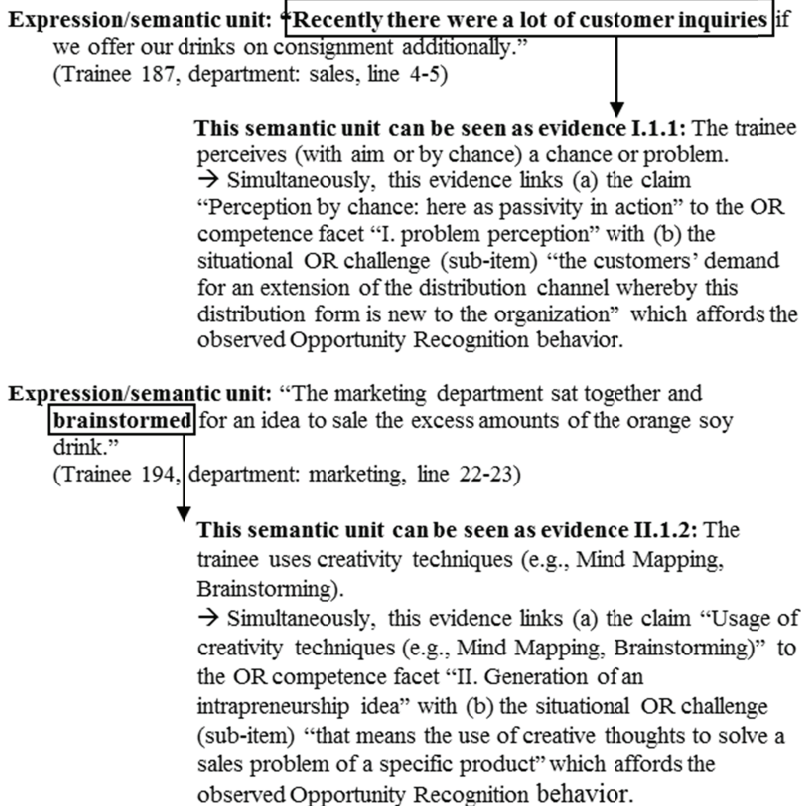 Expression/semantic unit: “Recently there were a lot of customer inquiries if
we offer our drinks on consignment additionally.”
(Trainee 187, department: sales, line 4-5)
This semantic unit can be seen as evidence I.1.1: The trainee
perceives (with aim or by chance) a chance or problem.
→ Simultaneously, this evidence links (a) the claim
“Perception by chance: here as passivity in action” to the OR
competence facet “I. problem perception” with (b) the
situational OR challenge (sub-item) “the customers’ demand
for an extension of the distribution channel whereby this
distribution form is new to the organization” which affords the
observed Opportunity Recognition behavior.
Expression/semantic unit: “The marketing department sat together and
brainstormed for an idea to sale the excess amounts of the orange soy
drink.”
(Trainee 194, department: marketing, line 22-23)
This semantic unit can be seen as evidence II.1.2: The
trainee uses creativity techniques (e.g., Mind Mapping,
Brainstorming).
→ Simultaneously, this evidence links (a) the claim “Usage of
creativity techniques (e.g., Mind Mapping, Brainstorming)” to
the OR competence facet “II. Generation of an
intrapreneurship idea” with (b) the situational OR challenge
(sub-item) “that means the use of creative thoughts to solve a
sales problem of a specific product” which affords the
observed Opportunity Recognition behavior.